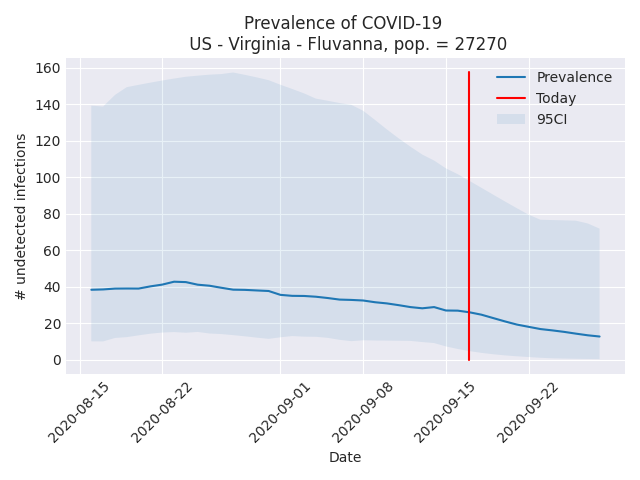 Prevalence of COVID-19
US - Virginia - Fluvanna, pop. = 27270
160
140
120
100
80
60
40
20
0
# undetected infections
Prevalence
Today
95CI
2020-08-15
2020-08-22
2020-09-01
2020-09-08
2020-09-15
2020-09-22
Date